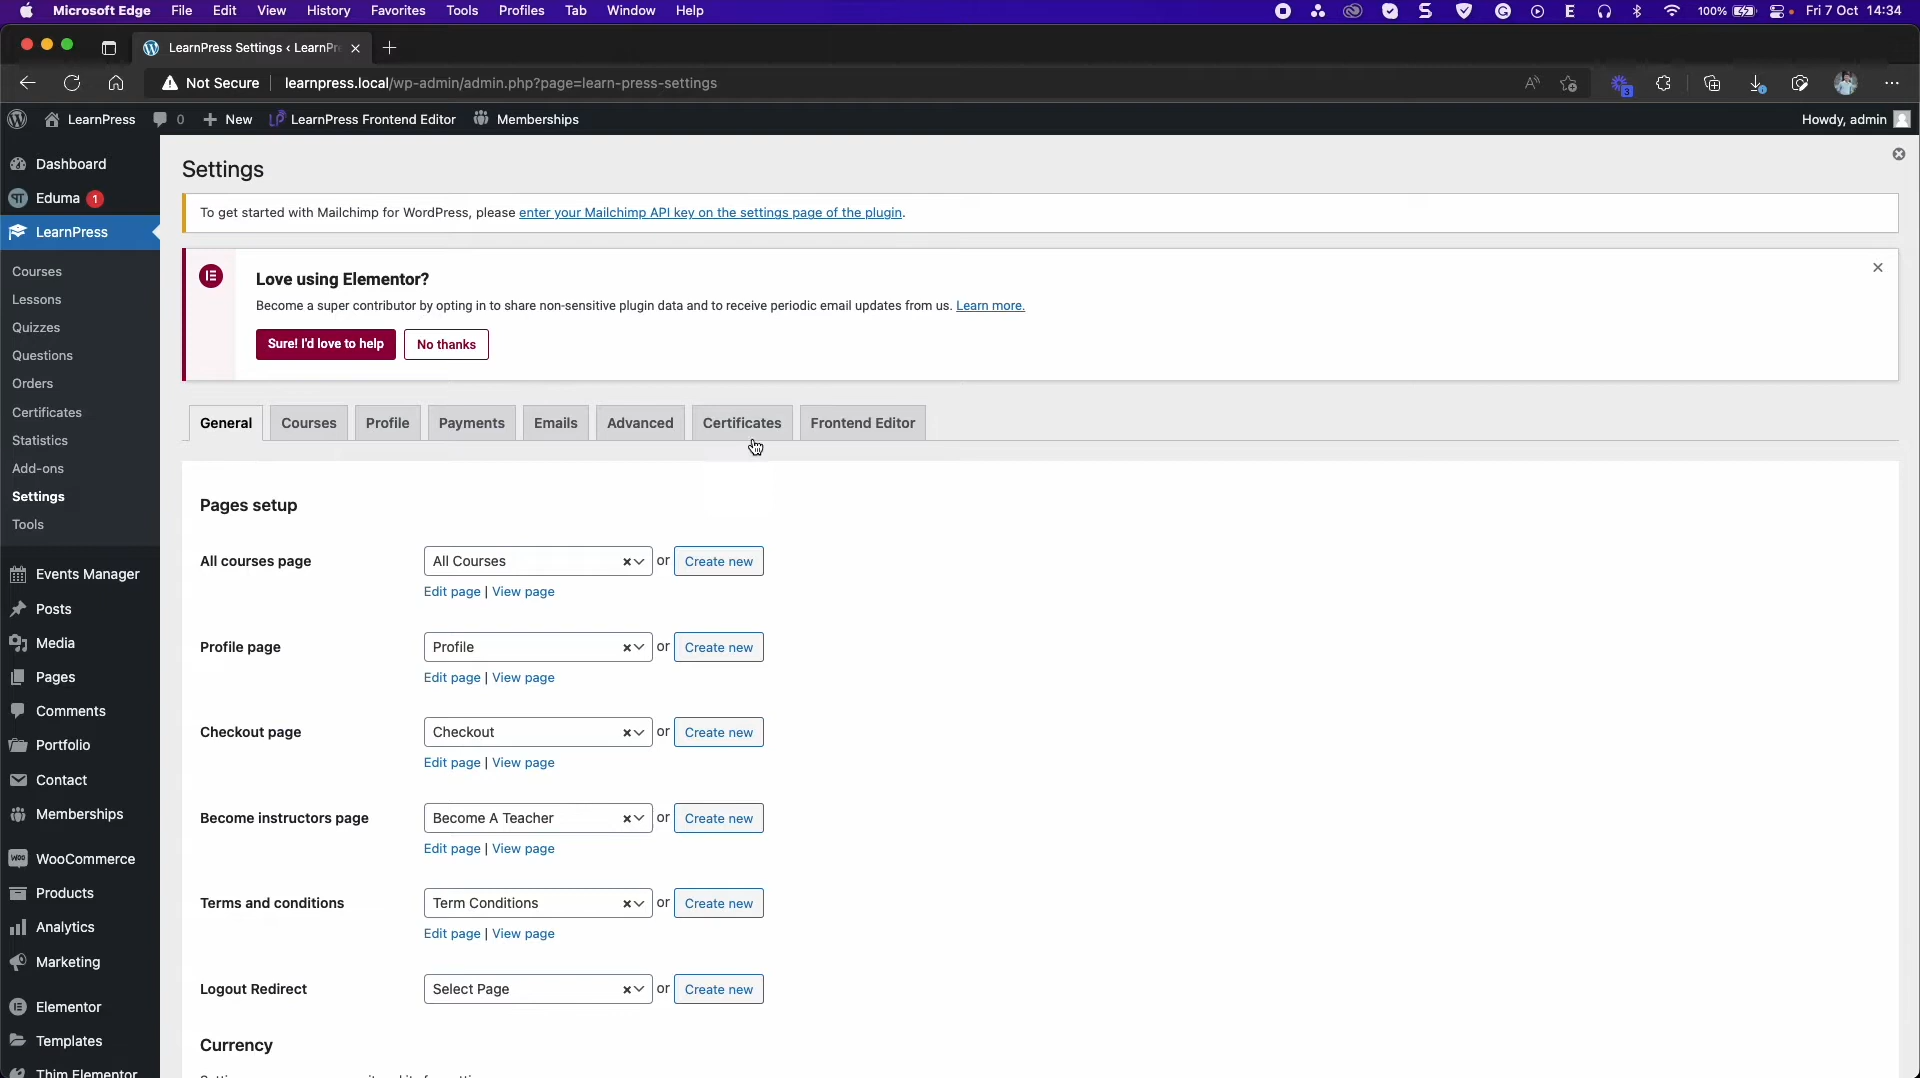 Microsoft Edge File Edit View History Favorites Tools Profiles Tab Window Help
100% Fri 7 Oct 14:34
LearnPress Settings ‹ LearnPr
Not Secure learnpress.local/wp-admin/admin.php?page=learn-press-settings
3
LearnPress 0 New LearnPress Frontend Editor Memberships Howdy, admin
Dashboard
Eduma 1
LearnPress
Courses
Lessons
Quizzes
Questions
Orders
Certificates
Statistics
Add-ons
Settings
Tools
Events Manager
Posts
Media
Pages
Comments
Portfolio
Contact
Memberships
WooCommerce
Products
Analytics
Marketing
Elementor
Templates
Thim Elementor
Settings
To get started with Mailchimp for WordPress, please enter your Mailchimp API key on the settings page of the plugin.
Love using Elementor?
Become a super contributor by opting in to share non-sensitive plugin data and to receive periodic email updates from us. Learn more.
Sure! I'd love to help No thanks
General Courses Profile Payments Emails Advanced Certificates Frontend Editor
Pages setup
All courses page All Courses or Create new
Edit page | View page
Profile page Profile or Create new
Edit page | View page
Checkout page Checkout or Create new
Edit page | View page
Become instructors page Become A Teacher or Create new
Edit page | View page
Terms and conditions Term Conditions or Create new
Edit page | View page
Logout Redirect Select Page or Create new
Currency